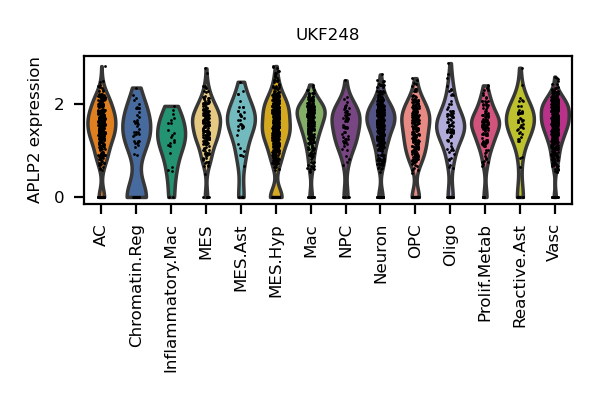 UKF248
APLP2 expression
2
0
AC
Chromatin.Reg
Inflammatory.Mac
MES
MES.Ast
MES.Hyp
Mac
NPC
Neuron
OPC
Oligo
Prolif.Metab
Reactive.Ast
Vasc